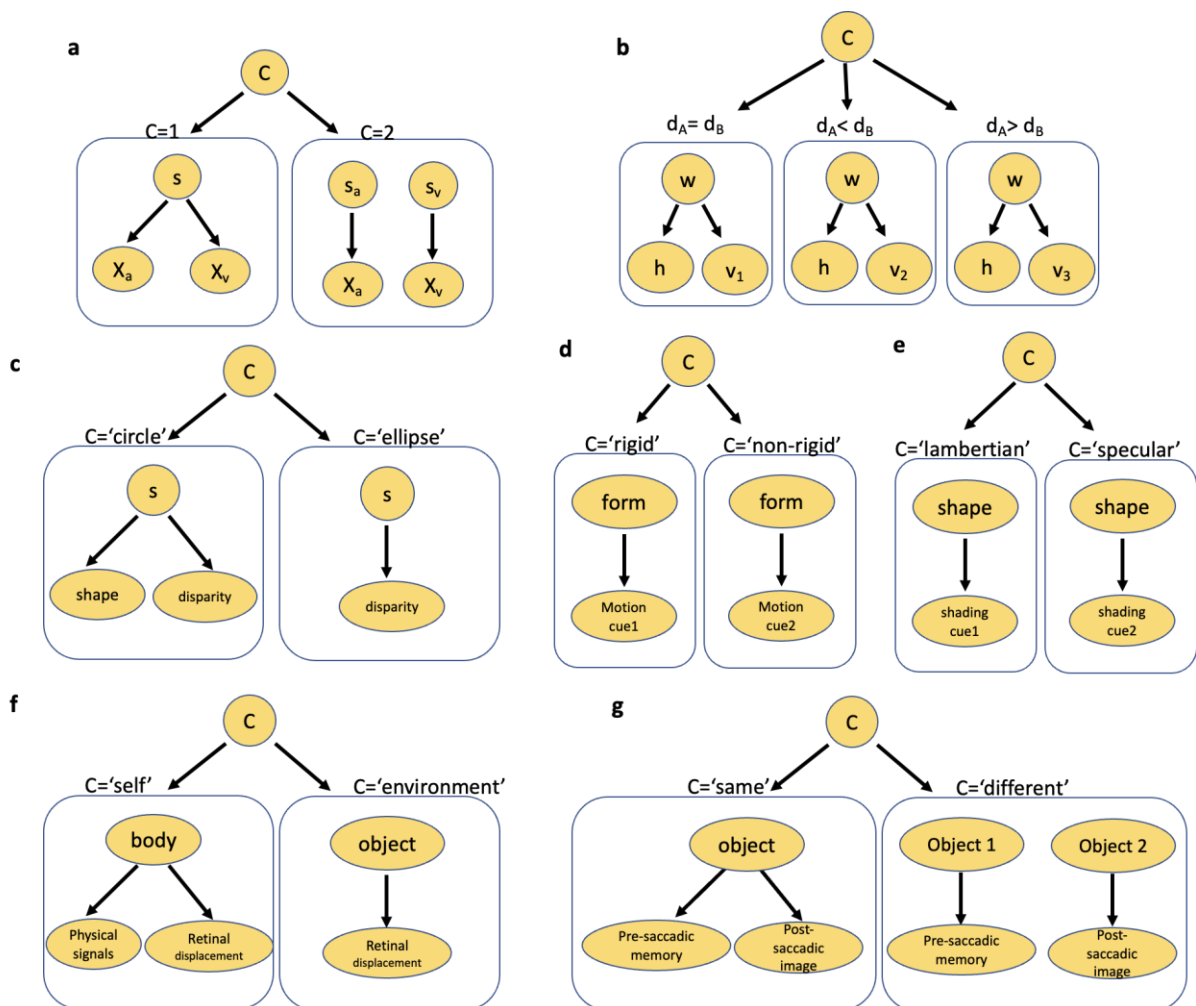 a
C
C=1
C=2
s
Xa
Xv
sa
sv
Xa
Xv
b
C
dA= dB
dA< dB
dA> dB
w
w
w
h
v1
h
v2
h
v3
c
C
C='circle'
C='ellipse'
s
s
shape
disparity
disparity
d
C
C='rigid'
C='non-rigid'
form
form
Motion
cue1
Motion
cue2
e
C
C='lambertian'
C='specular'
shape
shape
shading
cue1
shading
cue2
f
C
C='self'
C='environment'
body
object
Physical
signals
Retinal
displacement
Retinal
displacement
g
C
C='same'
C='different'
object
Object 1
Object 2
Pre-saccadic
memory
Post-
saccadic
image
Pre-saccadic
memory
Post-
saccadic
image